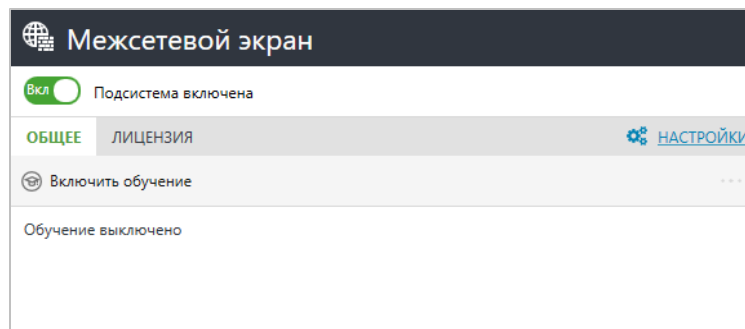 Межсетевой экран
Вкл Подсистема включена
ОБЩЕЕ ЛИЦЕНЗИЯ НАСТРОЙКИ
Включить обучение
Обучение выключено